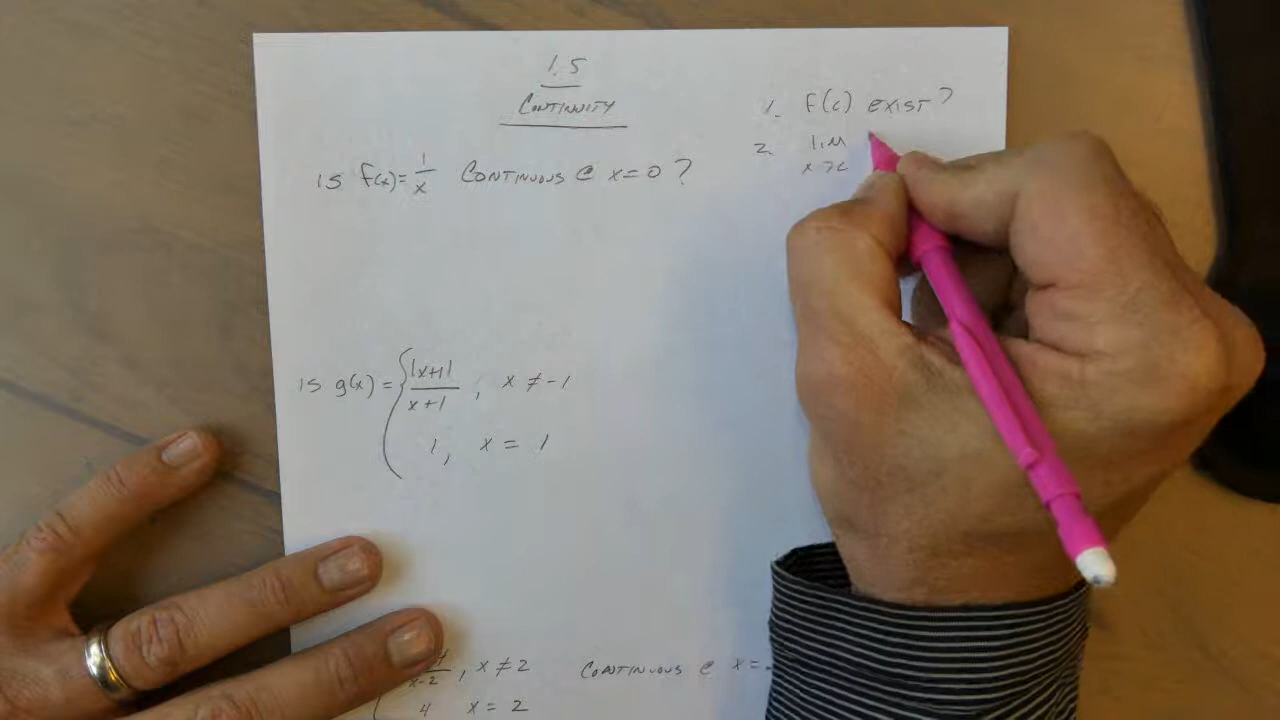 1.5
CONTINUITY
1. f(c) EXIST?
2. lim
x→c
IS f(x) = 1/x CONTINUOUS @ x = 0 ?
IS g(x) = { |x+1| / x+1 , x ≠ -1
1, x = 1
x-2 , x ≠ 2 CONTINUOUS @ x =
4 x = 2